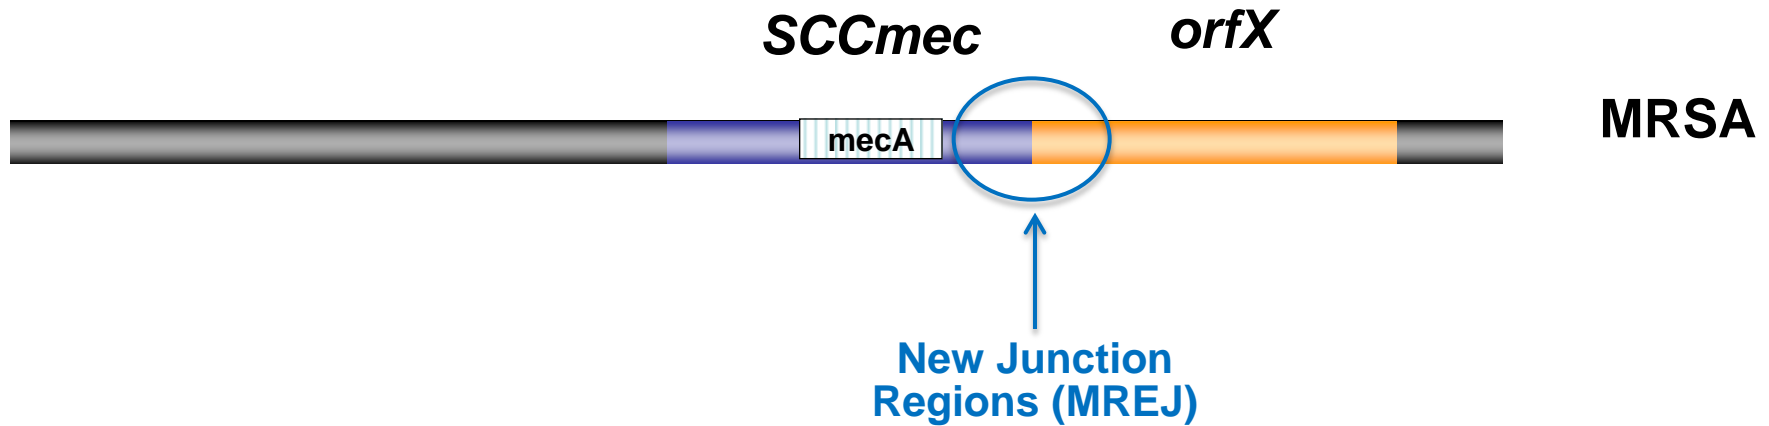 SCCmec
orfX
mecA
MRSA
New Junction
Regions (MREJ)